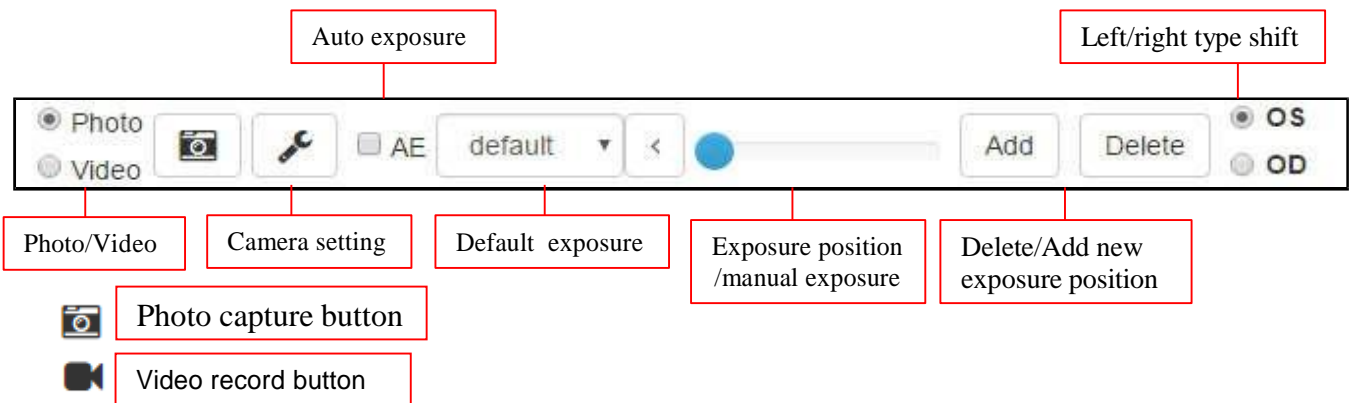 Auto exposure
Left/right type shift
Photo
Video
AE
default
<
Add
Delete
OS
OD
Photo/Video
Camera setting
Default exposure
Exposure position
/manual exposure
Delete/Add new
exposure position
Photo capture button
Video record button